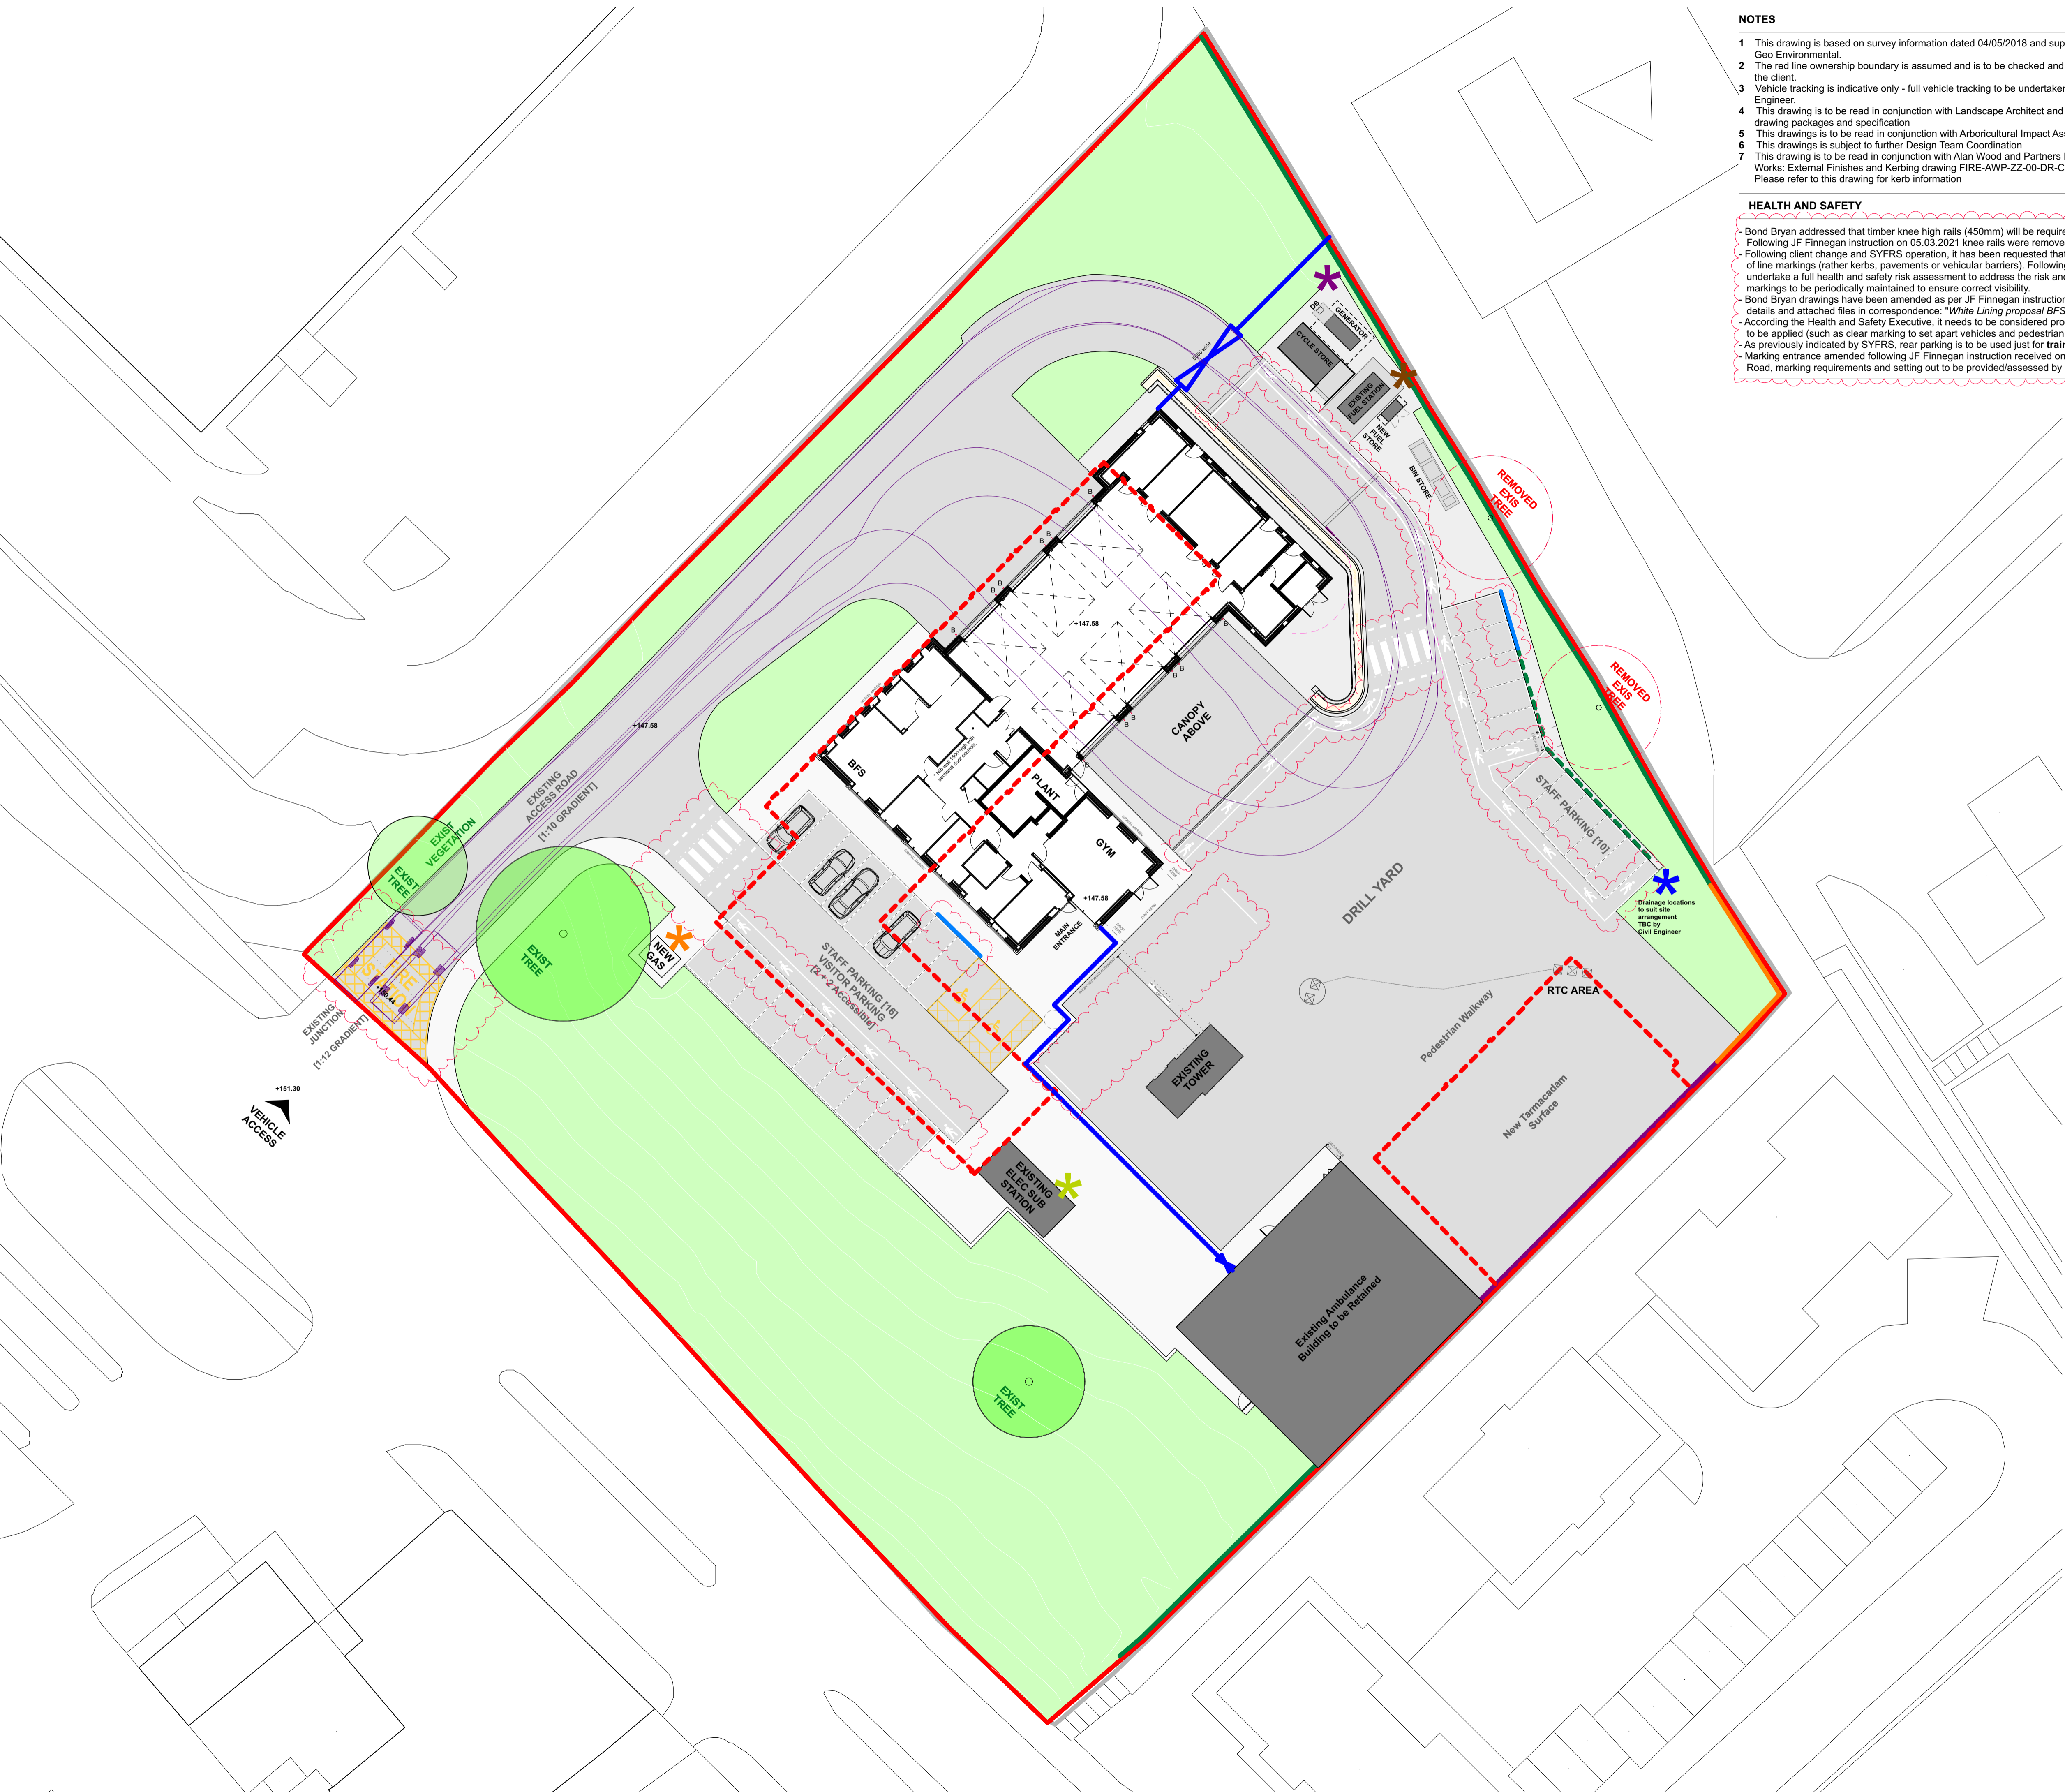 NOTES
1 This drawing is based on survey information dated 04/05/2018 and sup
Geo Environmental.
2 The red line ownership boundary is assumed and is to be checked and
the client.
3 Vehicle tracking is indicative only - full vehicle tracking to be undertaken
Engineer.
4 This drawing is to be read in conjunction with Landscape Architect and
drawing packages and specification
5 This drawings is to be read in conjunction with Arboricultural Impact Ass
6 This drawings is subject to further Design Team Coordination
7 This drawing is to be read in conjunction with Alan Wood and Partners
Works: External Finishes and Kerbing drawing FIRE-AWP-ZZ-00-DR-C
Please refer to this drawing for kerb information
HEALTH AND SAFETY
- Bond Bryan addressed that timber knee high rails (450mm) will be require
Following JF Finnegan instruction on 05.03.2021 knee rails were remove
- Following client change and SYFRS operation, it has been requested that
of line markings (rather kerbs, pavements or vehicular barriers). Following
undertake a full health and safety risk assessment to address the risk and
markings to be periodically maintained to ensure correct visibility.
- Bond Bryan drawings have been amended as per JF Finnegan instruction
details and attached files in correspondence: "White Lining proposal BFS
- According the Health and Safety Executive, it needs to be considered pro
to be applied (such as clear marking to set apart vehicles and pedestrian
- As previously indicated by SYFRS, rear parking is to be used just for train
- Marking entrance amended following JF Finnegan instruction received on
Road, marking requirements and setting out to be provided/assessed by
DB
GENERATOR
CYCLE STORE
EXISTING
FUEL STATION
NEW
FUEL
STORE
BIN STORE
REMOVED
EXIS
TREE
REMOVED
EXIS
TREE
B
B
B
B
B
B
B
B
B
B
B
B
+147.58
CANOPY
ABOVE
+147.58
BFS
PLANT
GYM
+147.58
MAIN
ENTRANCE
EXISTING
ACCESS ROAD
[1:10 GRADIENT]
EXIST
VEGETATION
EXIST
TREE
EXIST
TREE
NEW
GAS
STAFF PARKING [16]
VISITOR PARKING
[2 + 2 Accessible]
STAFF PARKING [10]
DRILL YARD
Drainage locations
to suit site
arrangement
TBC by
Civil Engineer
RTC AREA
Pedestrian Walkway
New Tarmacadam
Surface
EXISTING
TOWER
EXISTING
ELEC SUB
STATION
Existing Ambulance
Building to be Retained
EXIST
TREE
EXISTING
JUNCTION
[1:12 GRADIENT]
+151.30
VEHICLE
ACCESS